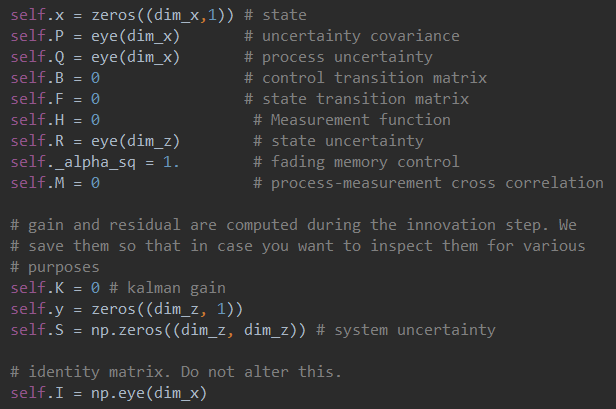 self.x = zeros((dim_x,1)) # state
self.P = eye(dim_x)       # uncertainty covariance
self.Q = eye(dim_x)       # process uncertainty
self.B = 0                # control transition matrix
self.F = 0                # state transition matrix
self.H = 0                 # Measurement function
self.R = eye(dim_z)        # state uncertainty
self._alpha_sq = 1.        # fading memory control
self.M = 0                 # process-measurement cross correlation

# gain and residual are computed during the innovation step. We
# save them so that in case you want to inspect them for various
# purposes
self.K = 0 # kalman gain
self.y = zeros((dim_z, 1))
self.S = np.zeros((dim_z, dim_z)) # system uncertainty

# identity matrix. Do not alter this.
self.I = np.eye(dim_x)